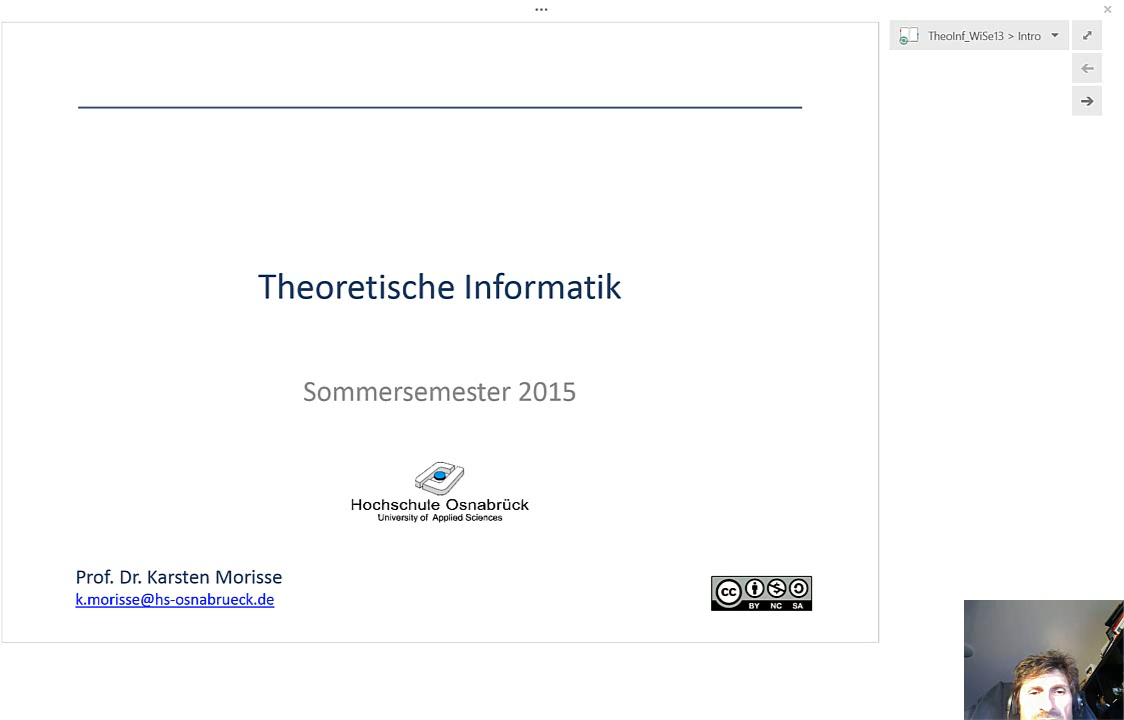 TheoInf_WiSe13 > Intro
Theoretische Informatik
Sommersemester 2015
Hochschule Osnabrück
University of Applied Sciences
Prof. Dr. Karsten Morisse
k.morisse@hs-osnabrueck.de
cc
BY NC SA